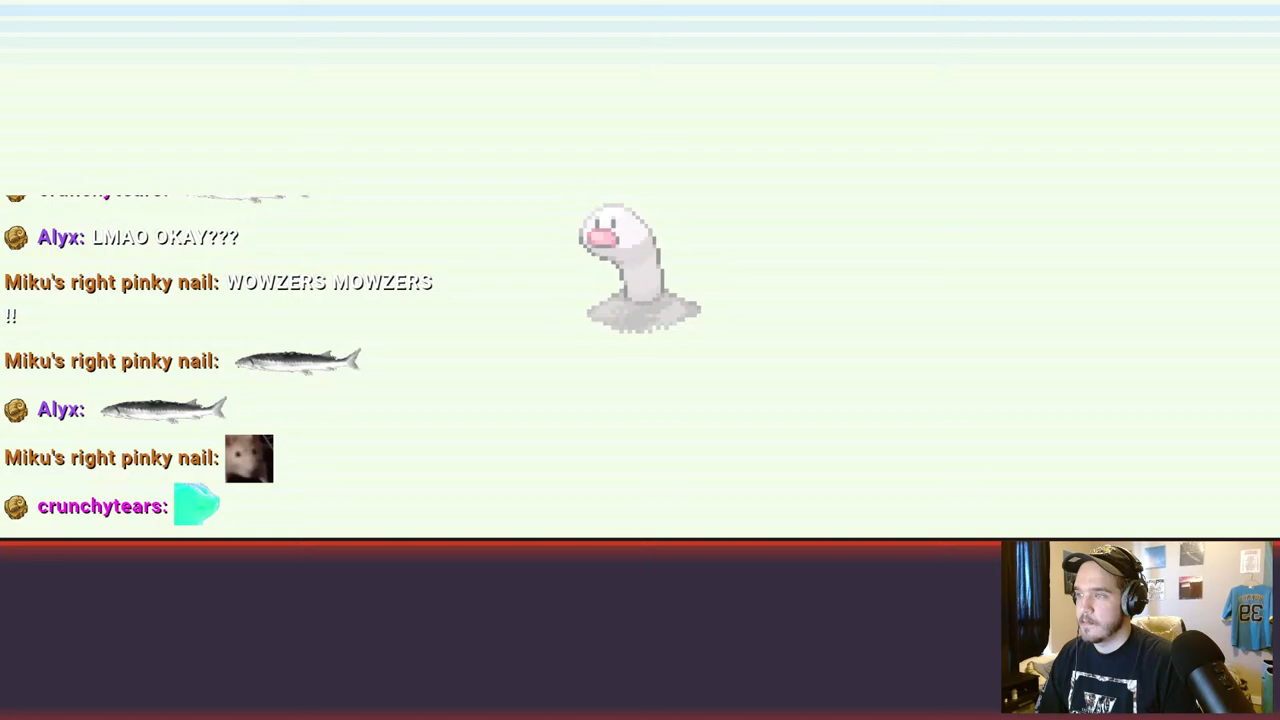 crunchytears:
Alyx: LMAO OKAY???
Miku's right pinky nail: WOWZERS MOWZERS
!!
Miku's right pinky nail:
Alyx:
Miku's right pinky nail:
crunchytears: